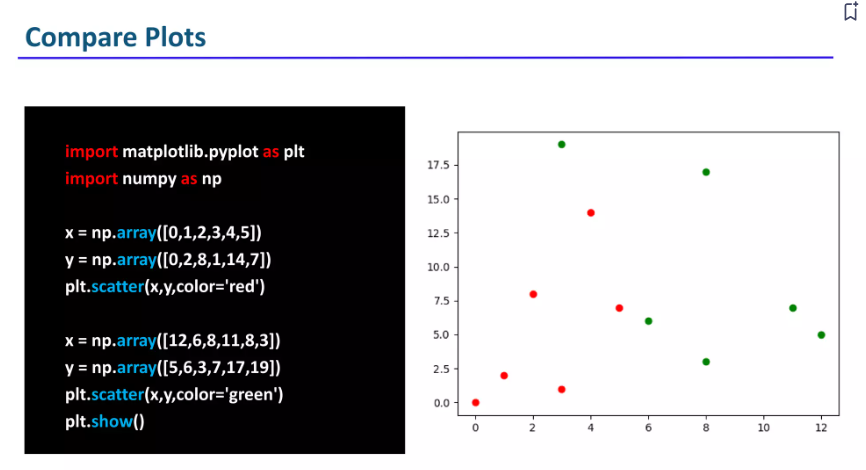 Compare Plots
import matplotlib.pyplot as plt
import numpy as np
x = np.array([0,1,2,3,4,5])
y = np.array([0,2,8,1,14,7])
plt.scatter(x,y,color='red')
x = np.array([12,6,8,11,8,3])
y = np.array([5,6,3,7,17,19])
plt.scatter(x,y,color='green')
plt.show()
17.5
15.0
12.5
10.0
7.5
5.0
2.5
0.0
0 2 4 6 8 10 12